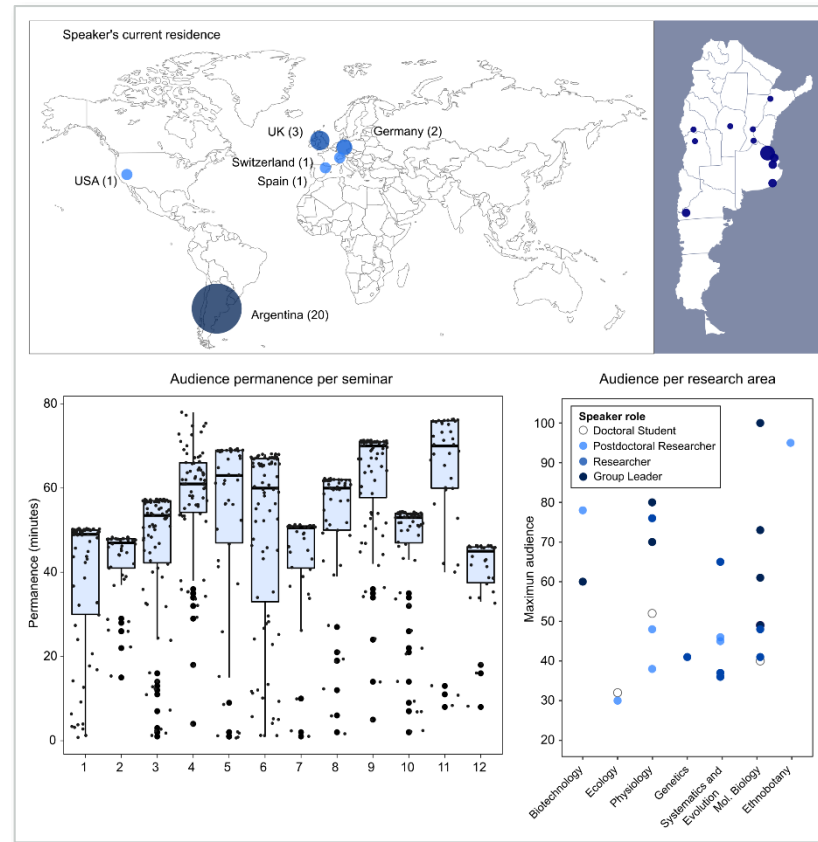 Speaker's current residence
UK (3)
Germany (2)
Switzerland (1)
Spain (1)
USA (1)
Argentina (20)
Audience permanence per seminar
Permanence (minutes)
80
60
40
20
0
1 2 3 4 5 6 7 8 9 10 11 12
Audience per research area
Speaker role
Doctoral Student
Postdoctoral Researcher
Researcher
Group Leader
Maximun audience
100
90
80
70
60
50
40
30
20
Biotechnology
Ecology
Physiology
Genetics
Systematics and
Evolution
Mol. Biology
Ethnobotany